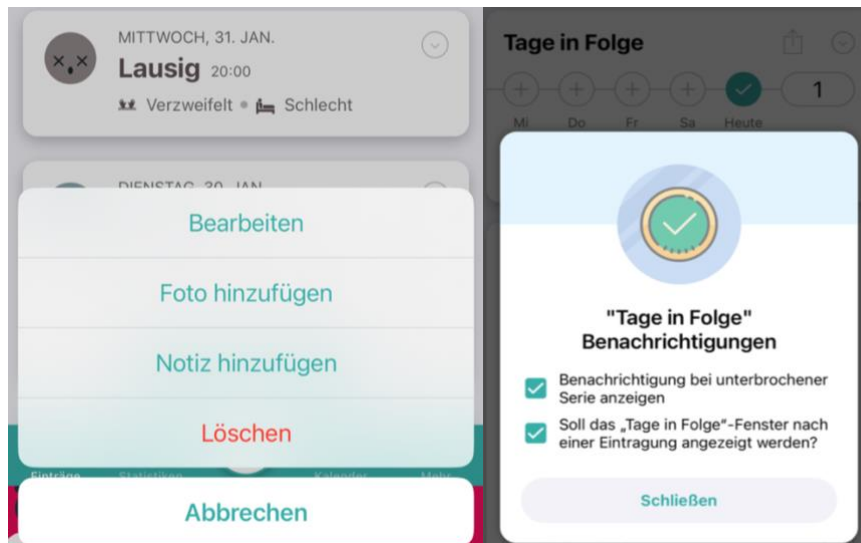 MITTWOCH, 31. JAN.
Lausig 20:00
Verzweifelt • Schlecht
DIENSTAG, 30. JAN.
Bearbeiten
Foto hinzufügen
Notiz hinzufügen
Löschen
Einträge Statistiken Kalender Mehr
Abbrechen
Tage in Folge
1
Mi Do Fr Sa Heute
"Tage in Folge"
Benachrichtigungen
Benachrichtigung bei unterbrochener
Serie anzeigen
Soll das „Tage in Folge“-Fenster nach
einer Eintragung angezeigt werden?
Schließen